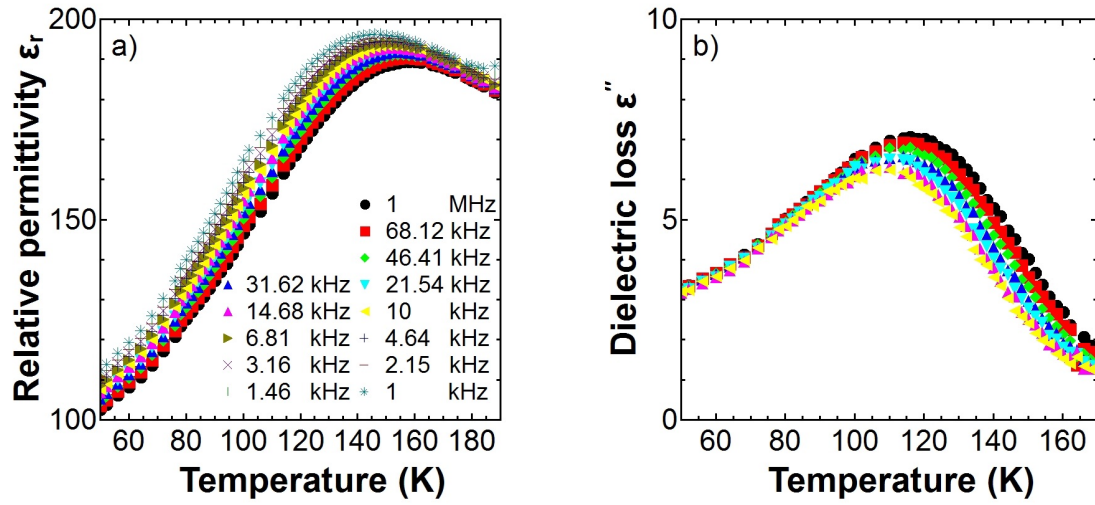 a)
Relative permittivity εr
200
150
100
1 MHz
68.12 kHz
46.41 kHz
31.62 kHz 21.54 kHz
14.68 kHz 10 kHz
6.81 kHz 4.64 kHz
3.16 kHz 2.15 kHz
1.46 kHz 1 kHz
60 80 100 120 140 160 180
Temperature (K)
b)
Dielectric loss ε″
10
5
0
60 80 100 120 140 160
Temperature (K)